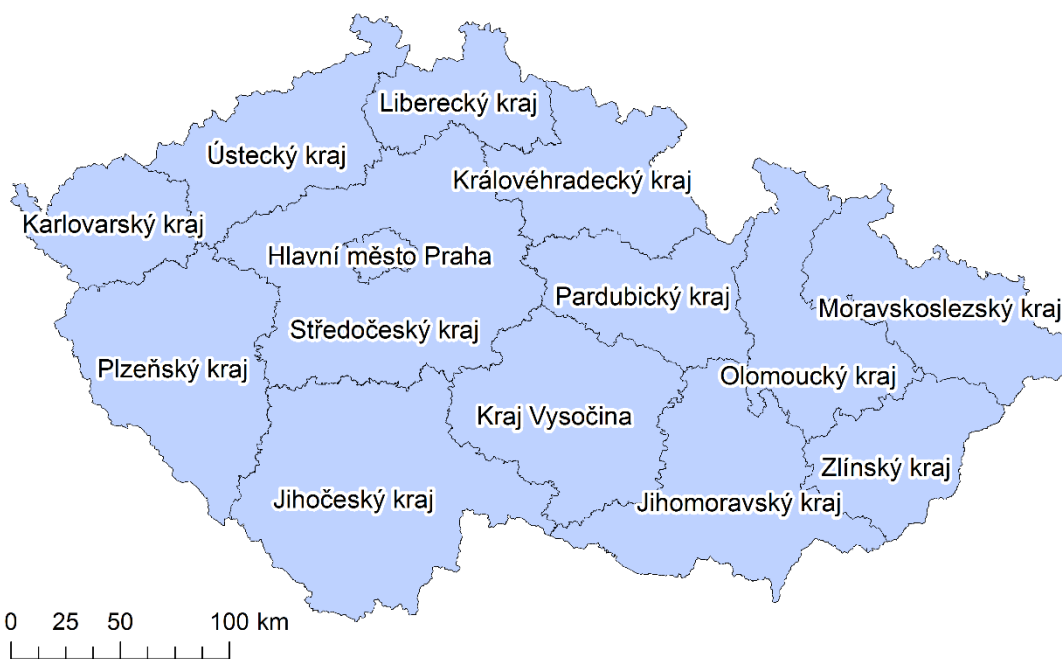 Liberecký kraj
Ústecký kraj
Královéhradecký kraj
Karlovarský kraj
Hlavní město Praha
Pardubický kraj
Moravskoslezský kraj
Středočeský kraj
Plzeňský kraj
Olomoucký kraj
Kraj Vysočina
Zlínský kraj
Jihočeský kraj
Jihomoravský kraj
0 25 50 100 km